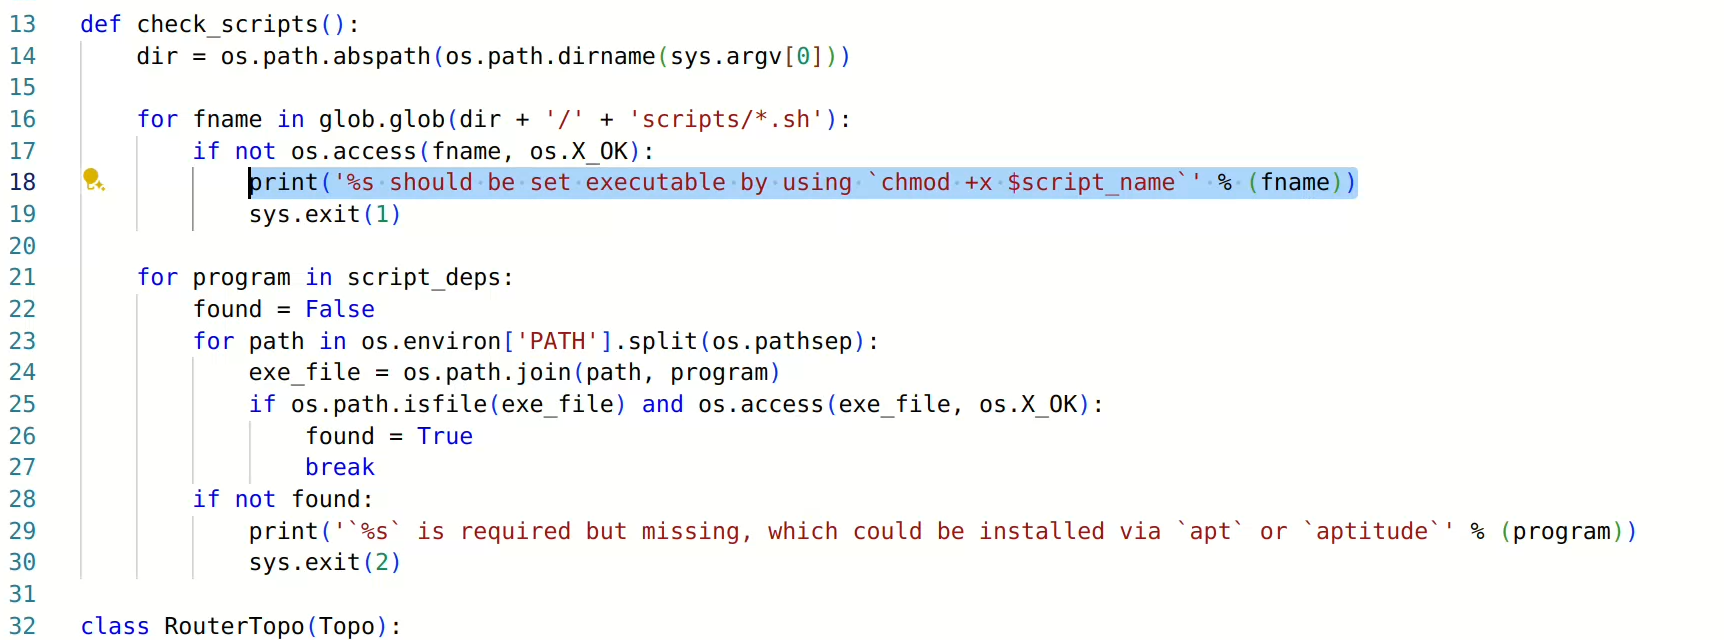 13 def check_scripts():
14     dir = os.path.abspath(os.path.dirname(sys.argv[0]))
15
16     for fname in glob.glob(dir + '/' + 'scripts/*.sh'):
17         if not os.access(fname, os.X_OK):
18             print('%s should be set executable by using `chmod +x $script_name`' % (fname))
19             sys.exit(1)
20
21     for program in script_deps:
22         found = False
23         for path in os.environ['PATH'].split(os.pathsep):
24             exe_file = os.path.join(path, program)
25             if os.path.isfile(exe_file) and os.access(exe_file, os.X_OK):
26                 found = True
27                 break
28         if not found:
29             print('`%s` is required but missing, which could be installed via `apt` or `aptitude`' % (program))
30             sys.exit(2)
31
32 class RouterTopo(Topo):